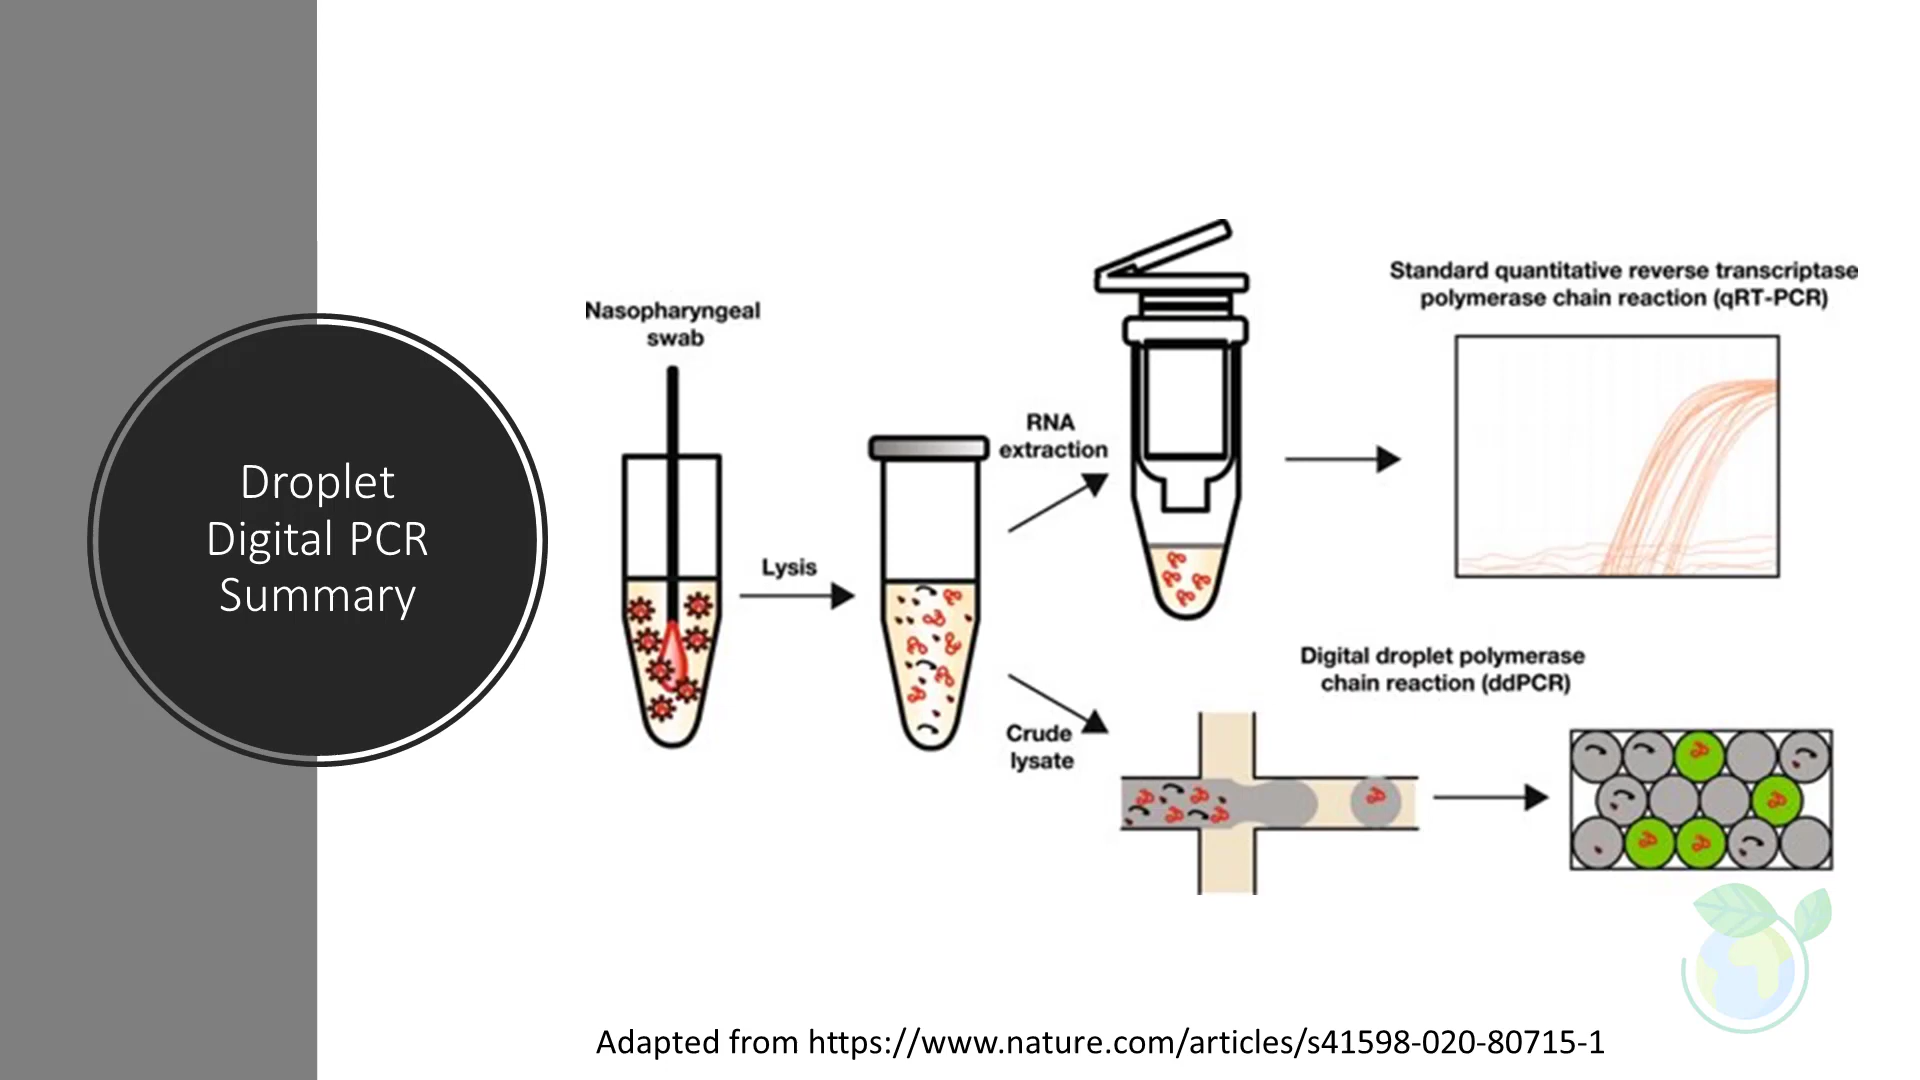 Droplet
Digital PCR
Summary
Nasopharyngeal
swab
Lysis
RNA
extraction
Standard quantitative reverse transcriptase
polymerase chain reaction (qRT-PCR)
Crude
lysate
Digital droplet polymerase
chain reaction (ddPCR)
Adapted from https://www.nature.com/articles/s41598-020-80715-1